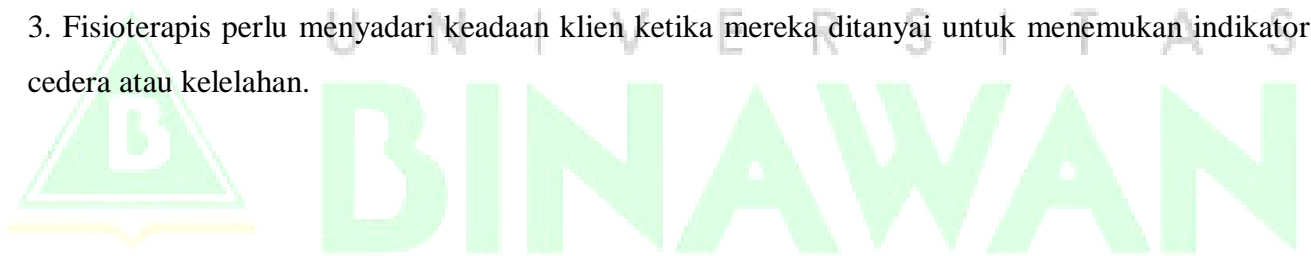 3. Fisioterapis perlu menyadari keadaan klien ketika mereka ditanyai untuk menemukan indikator
cedera atau kelelahan.
UNIVERSITAS
B BINAWAN